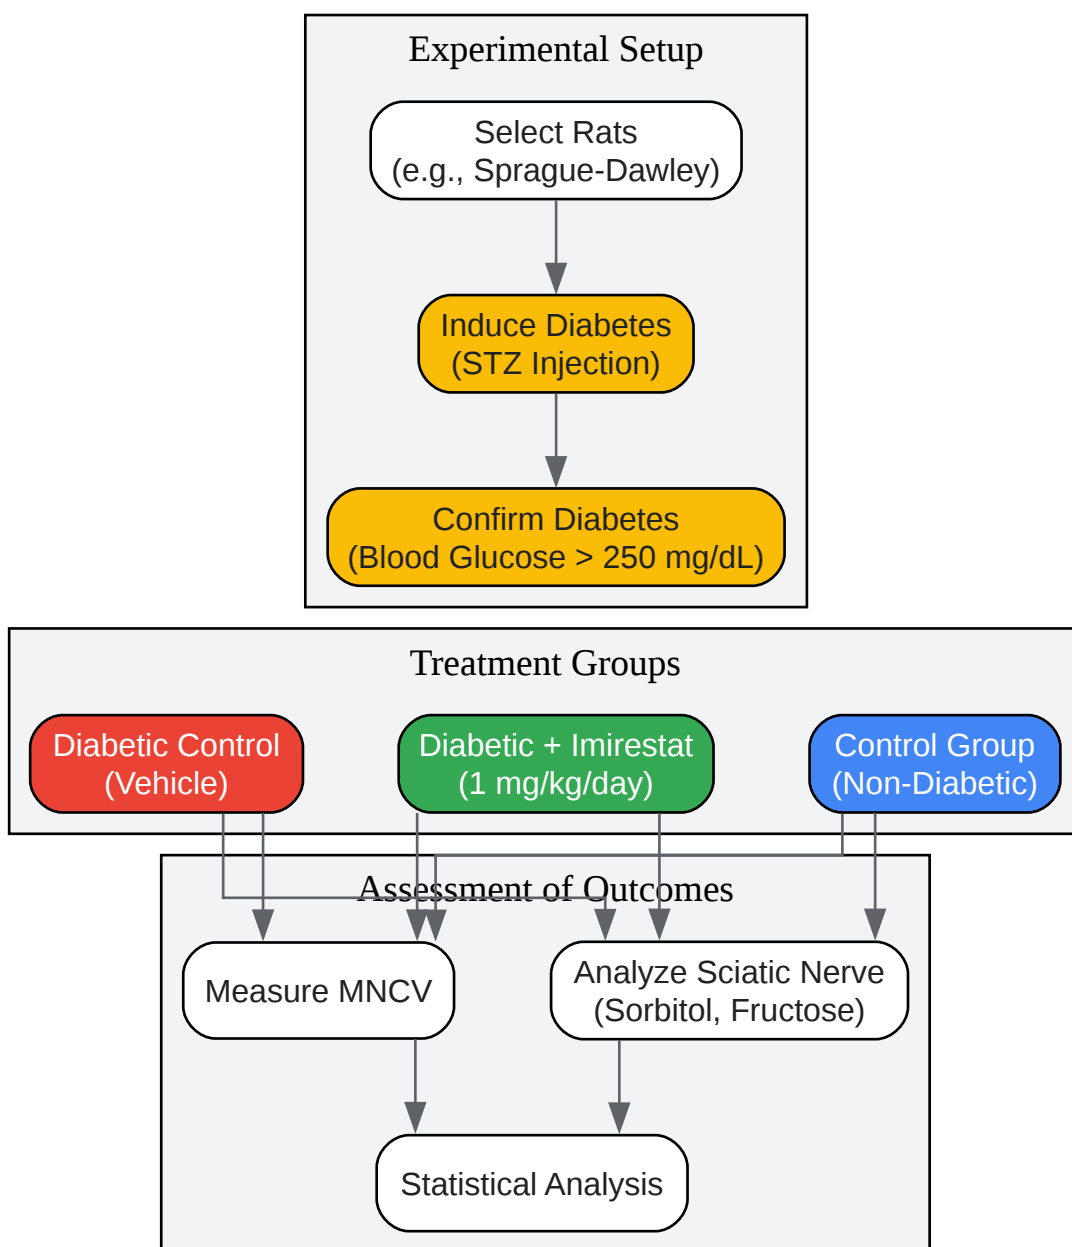 Experimental Setup
Select Rats
(e.g., Sprague-Dawley)
Induce Diabetes
(STZ Injection)
Confirm Diabetes
(Blood Glucose > 250 mg/dL)
Treatment Groups
Diabetic Control
(Vehicle)
Diabetic + Imirestat
(1 mg/kg/day)
Control Group
(Non-Diabetic)
Assessment of Outcomes
Measure MNCV
Analyze Sciatic Nerve
(Sorbitol, Fructose)
Statistical Analysis